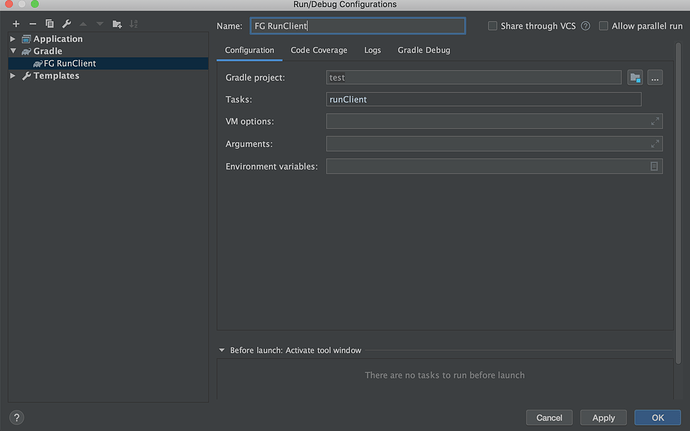 Run/Debug Configurations
Application
Gradle
FG RunClient
Templates
Name: FG RunClient Share through VCS ? Allow parallel run
Configuration Code Coverage Logs Gradle Debug
Gradle project: test ...
Tasks: runClient
VM options:
Arguments:
Environment variables:
Before launch: Activate tool window
There are no tasks to run before launch
? Cancel Apply OK